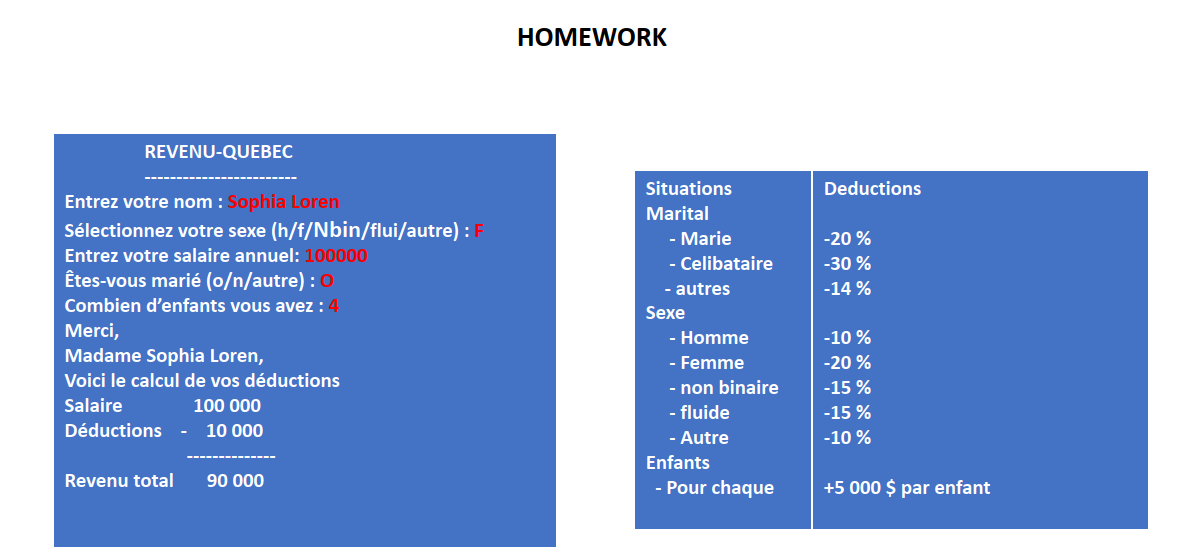 HOMEWORK
REVENU-QUEBEC
------------------------
Entrez votre nom : Sophia Loren
Sélectionnez votre sexe (h/f/Nbin/flui/autre) : F
Entrez votre salaire annuel: 100000
Êtes-vous marié (o/n/autre) : O
Combien d’enfants vous avez : 4
Merci,
Madame Sophia Loren,
Voici le calcul de vos déductions
Salaire 100 000
Déductions - 10 000
--------------
Revenu total 90 000
Situations Deductions
Marital
- Marie -20 %
- Celibataire -30 %
- autres -14 %
Sexe
- Homme -10 %
- Femme -20 %
- non binaire -15 %
- fluide -15 %
- Autre -10 %
Enfants
- Pour chaque +5 000 $ par enfant